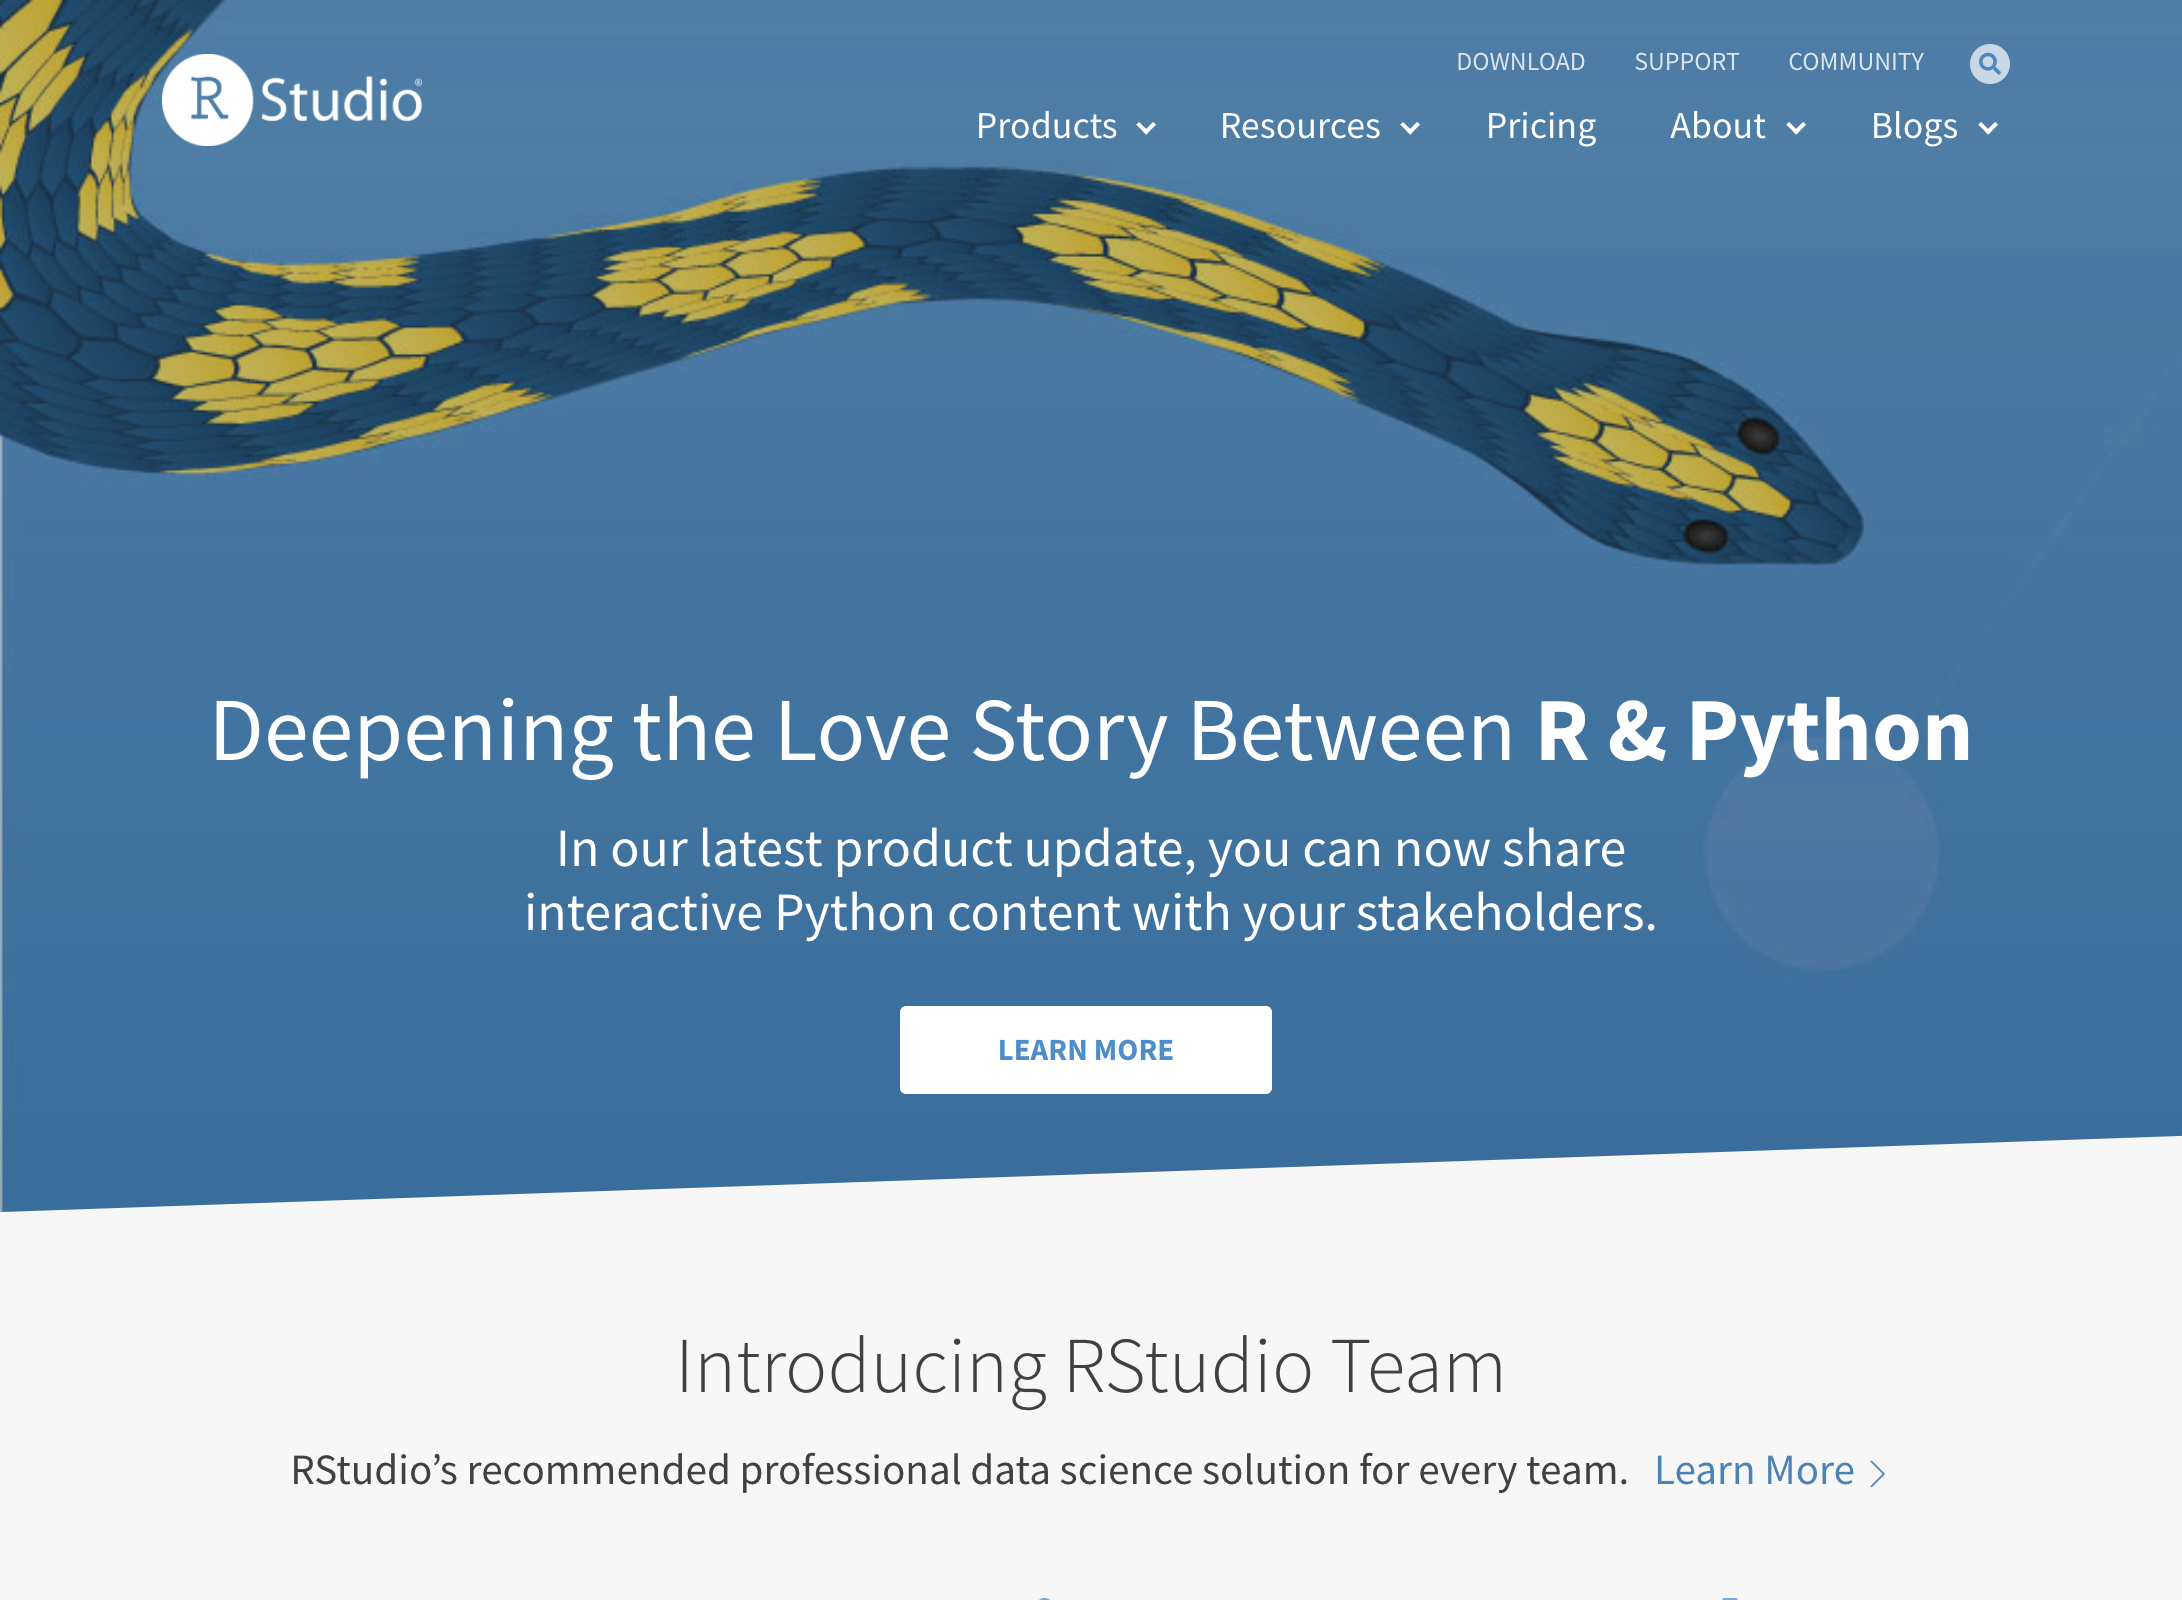 R Studio®
DOWNLOAD SUPPORT COMMUNITY
Products Resources Pricing About Blogs
Deepening the Love Story Between R & Python
In our latest product update, you can now share
interactive Python content with your stakeholders.
LEARN MORE
Introducing RStudio Team
RStudio’s recommended professional data science solution for every team. Learn More